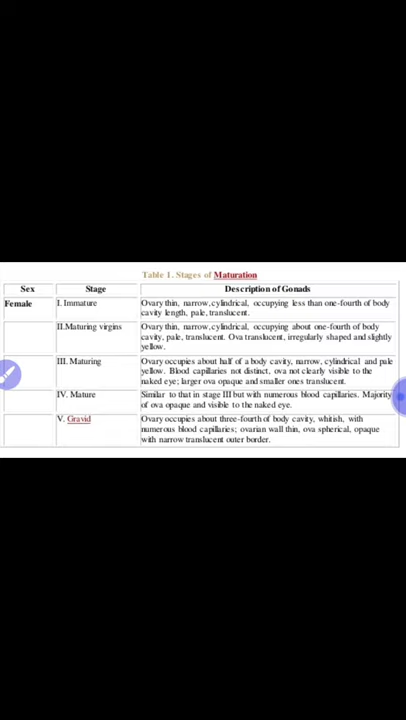 Table 1. Stages of Maturation
Sex Stage Description of Gonads
Female I. Immature Ovary thin, narrow,cylindrical, occupying less than one-fourth of body
cavity length, pale, translucent.
II.Maturing virgins Ovary thin, narrow,cylindrical, occupying about one-fourth of body
cavity, pale, translucent. Ova translucent, irregularly shaped and slightly
yellow.
III. Maturing Ovary occupies about half of a body cavity, narrow, cylindrical and pale
yellow. Blood capillaries not distinct, ova not clearly visible to the
naked eye; larger ova opaque and smaller ones translucent.
IV. Mature Similar to that in stage III but with numerous blood capillaries. Majority
of ova opaque and visible to the naked eye.
V. Gravid Ovary occupies about three-fourth of body cavity, whitish, with
numerous blood capillaries; ovarian wall thin, ova spherical, opaque
with narrow translucent outer border.